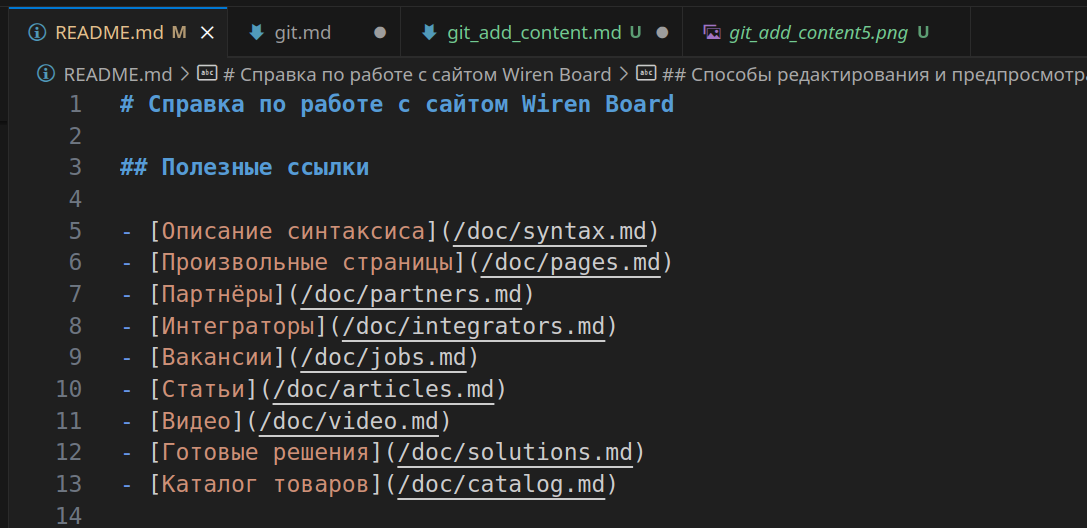 README.md M
git.md
git_add_content.md U
git_add_content5.png U
README.md > # Справка по работе с сайтом Wiren Board > ## Способы редактирования и предпросмотра
1 # Справка по работе с сайтом Wiren Board
2
3 ## Полезные ссылки
4
5 - [Описание синтаксиса](/doc/syntax.md)
6 - [Произвольные страницы](/doc/pages.md)
7 - [Партнёры](/doc/partners.md)
8 - [Интеграторы](/doc/integrators.md)
9 - [Вакансии](/doc/jobs.md)
10 - [Статьи](/doc/articles.md)
11 - [Видео](/doc/video.md)
12 - [Готовые решения](/doc/solutions.md)
13 - [Каталог товаров](/doc/catalog.md)
14